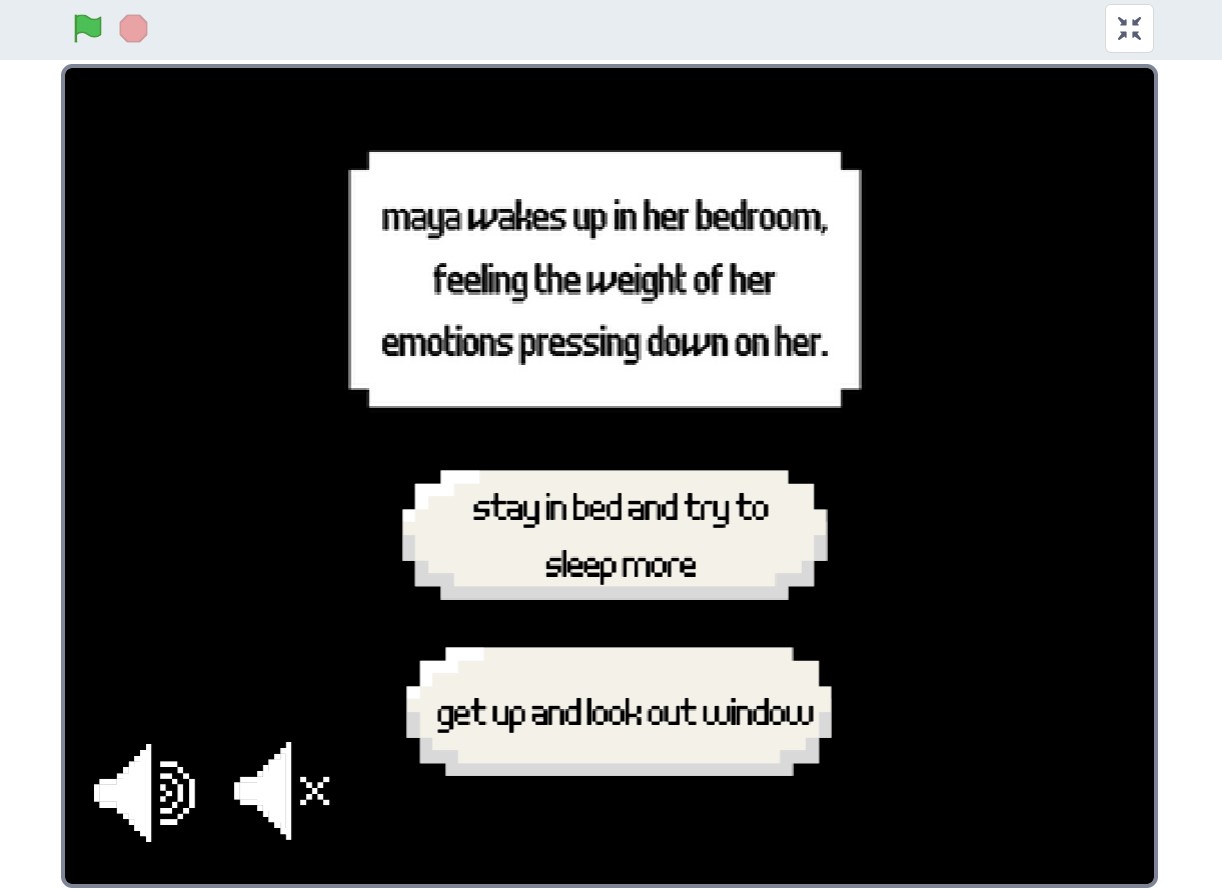 maya wakes up in her bedroom,
feeling the weight of her
emotions pressing down on her.
stay in bed and try to
sleep more
get up and look out window